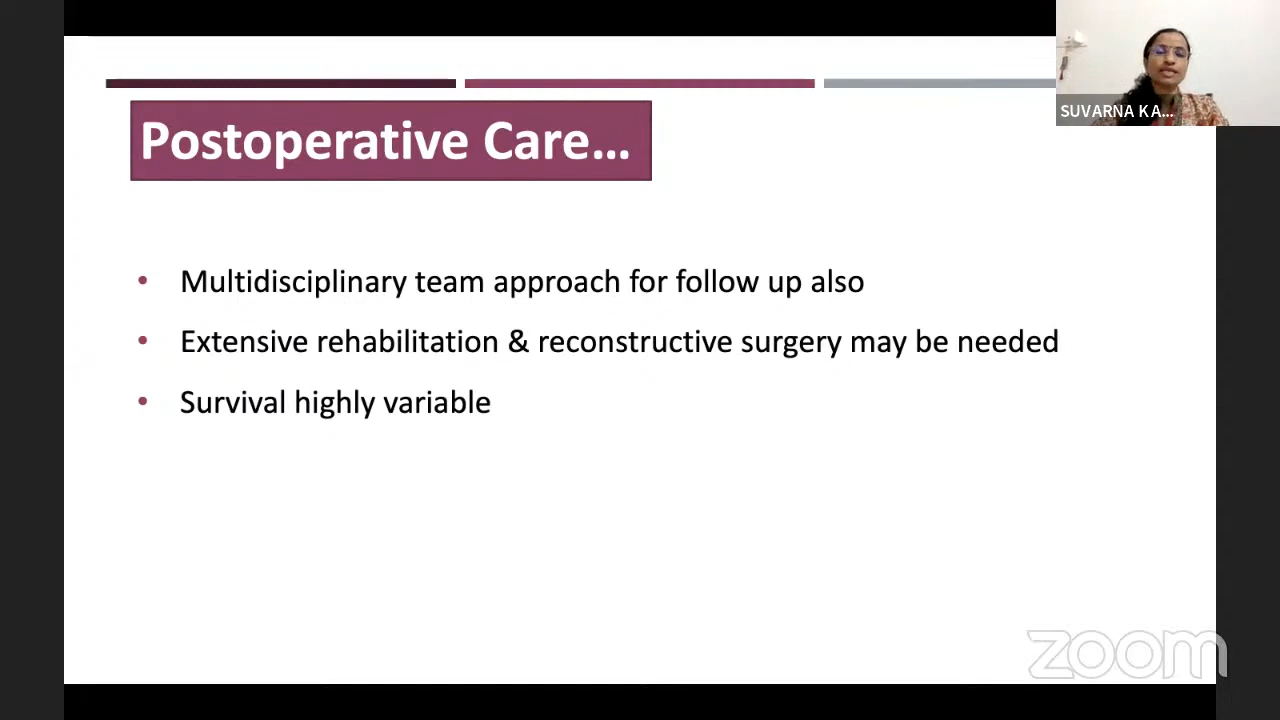 SUVARNA K A...
Postoperative Care...
• Multidisciplinary team approach for follow up also
• Extensive rehabilitation & reconstructive surgery may be needed
• Survival highly variable
zoom